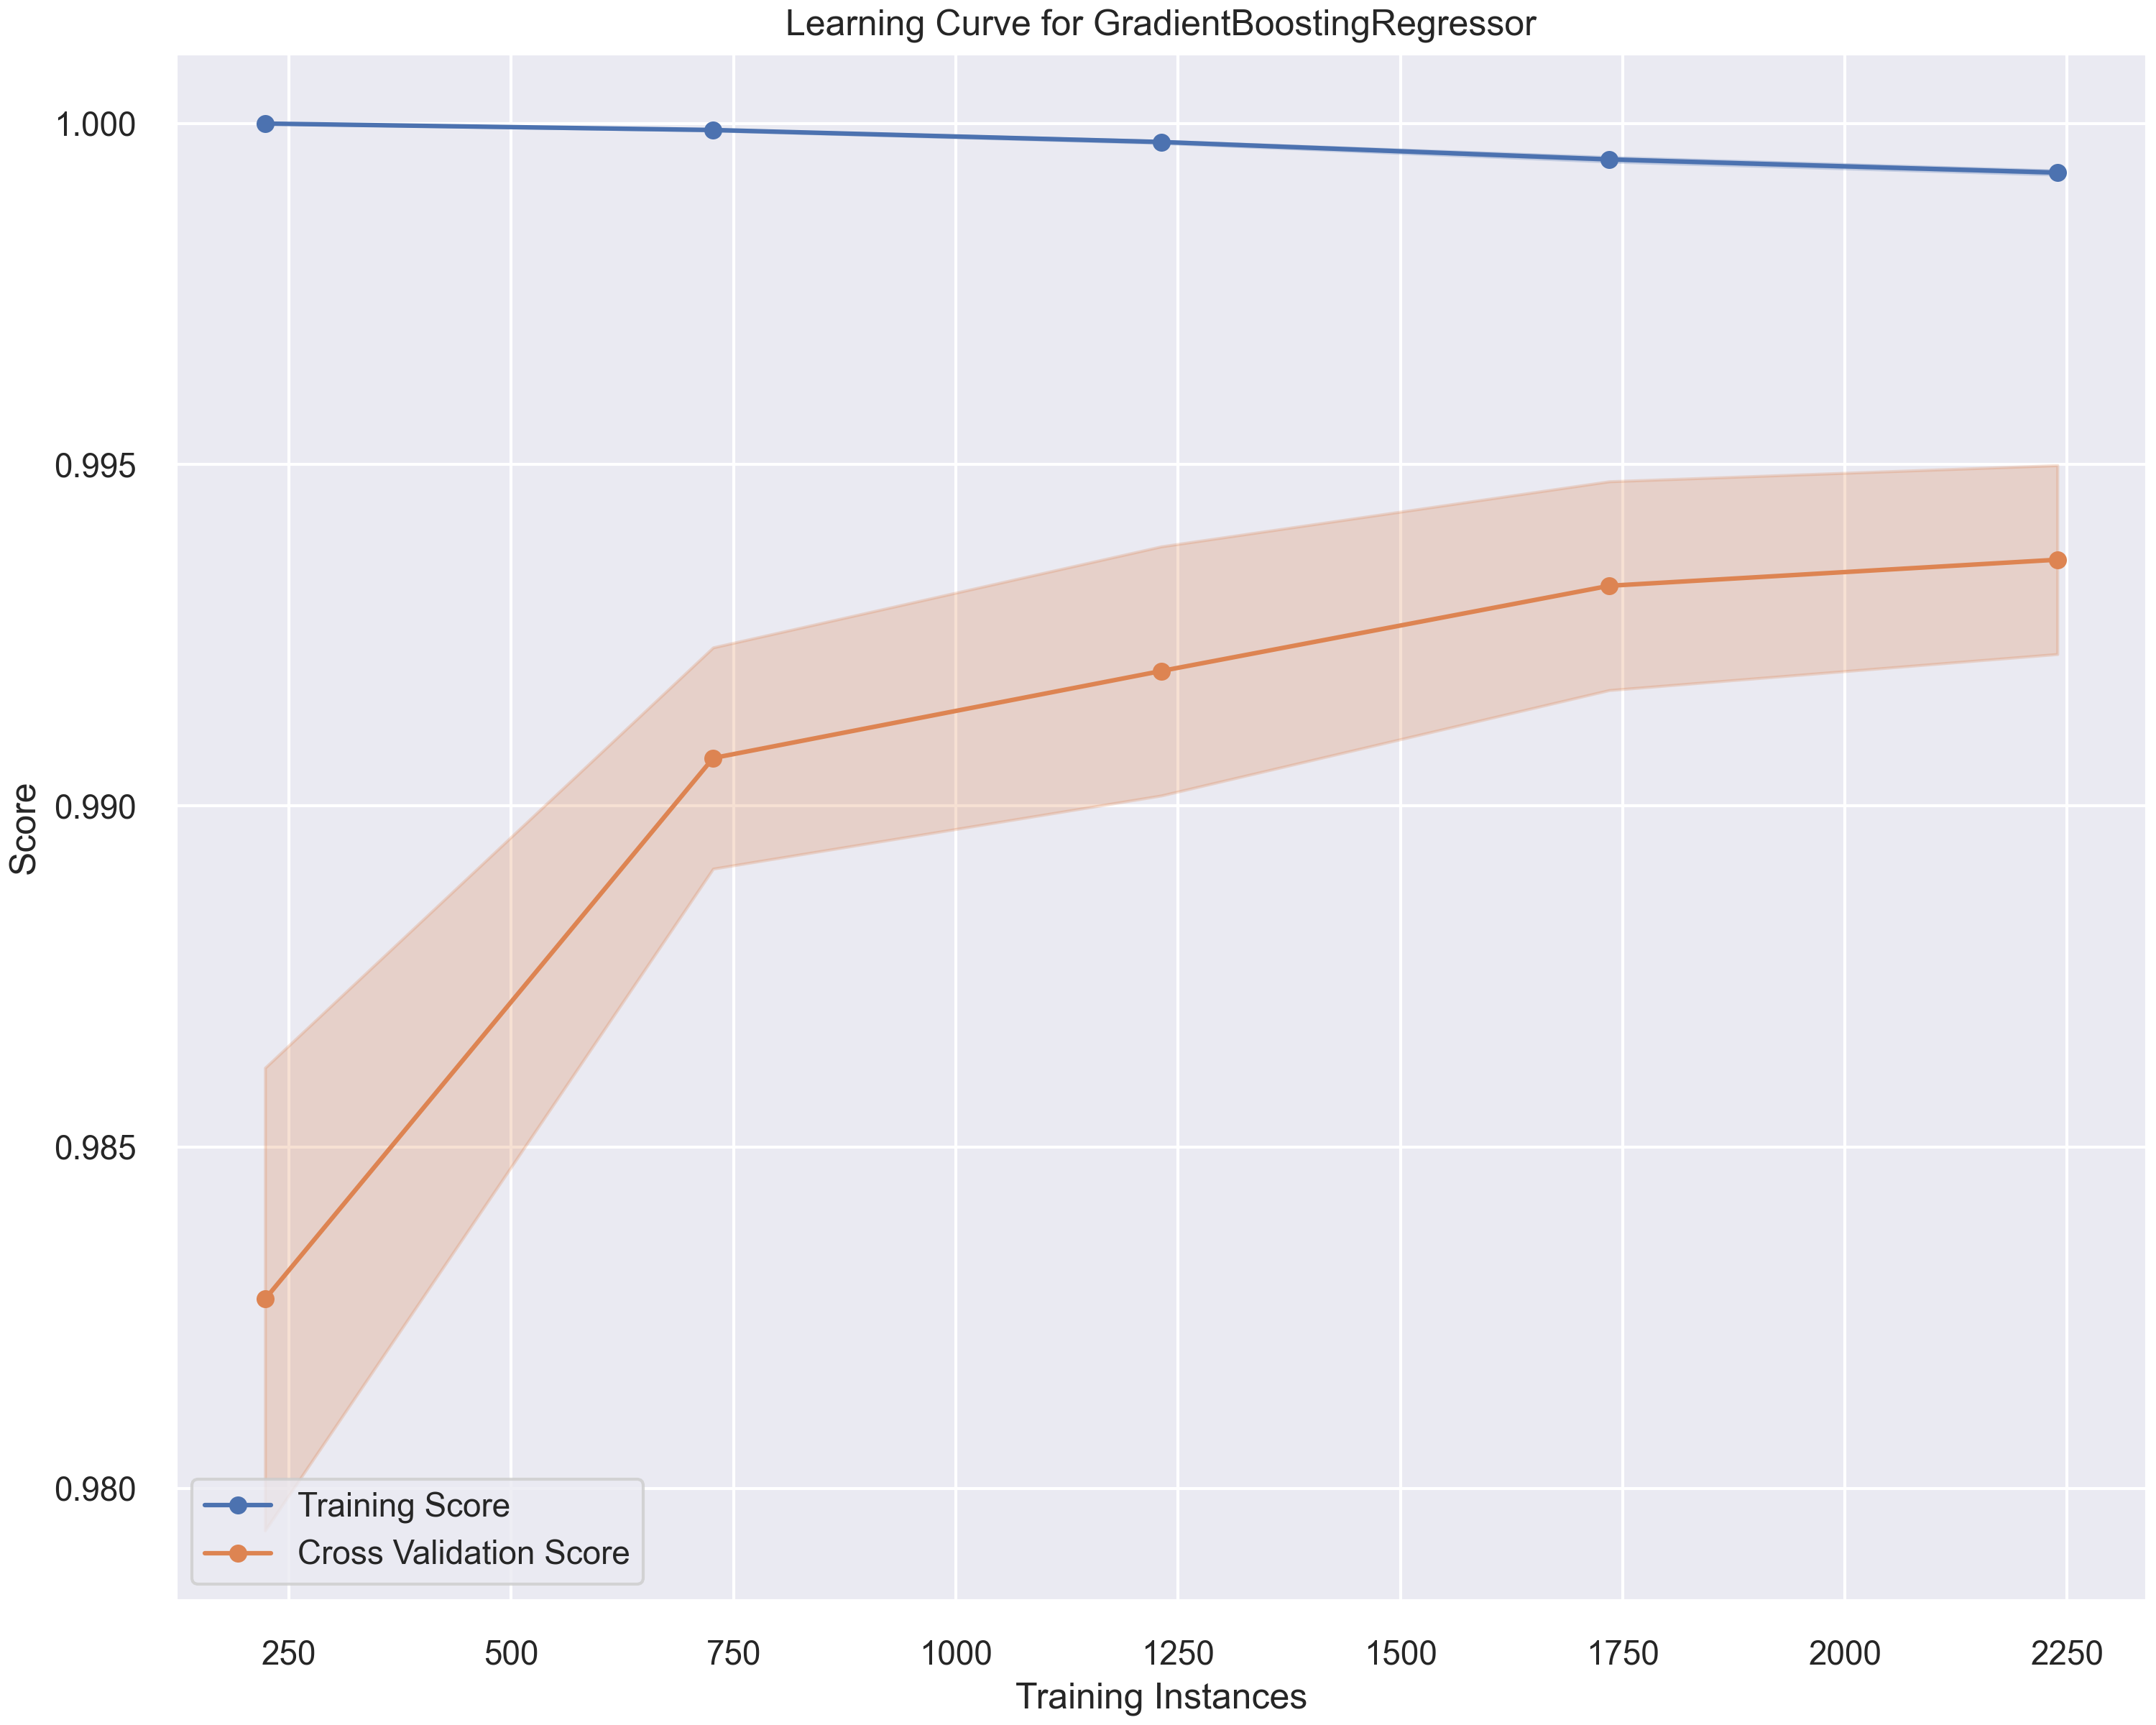 Learning Curve for GradientBoostingRegressor
1.000
0.995
0.990
0.985
0.980
Score
Training Score
Cross Validation Score
250 500 750 1000 1250 1500 1750 2000 2250
Training Instances